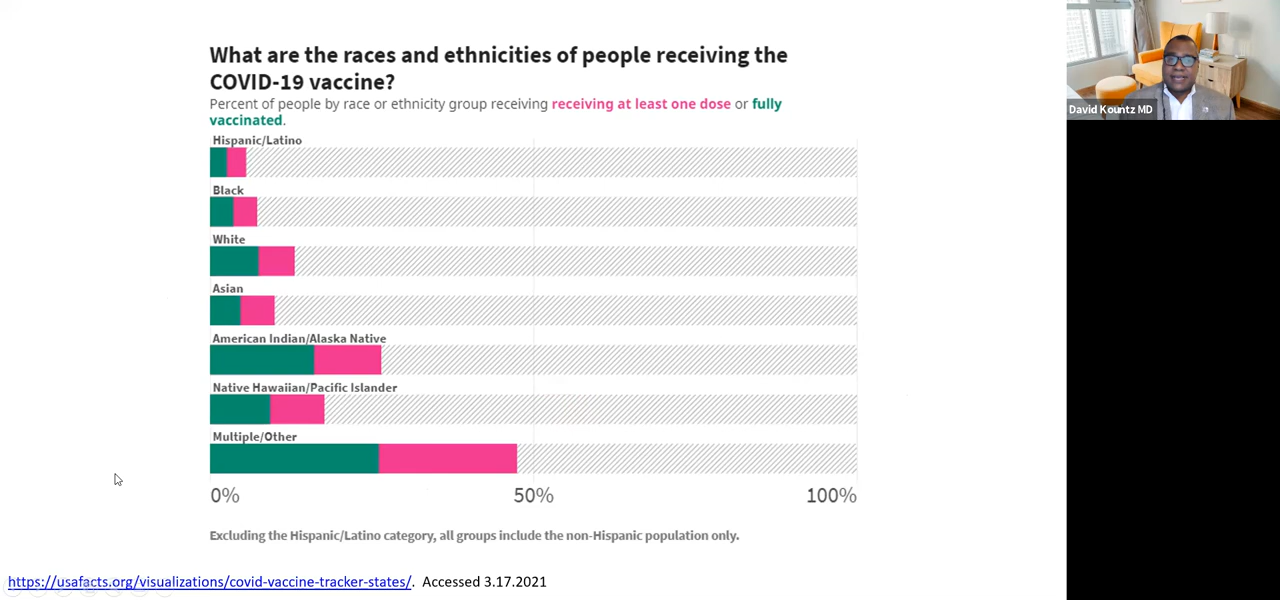 What are the races and ethnicities of people receiving the
COVID-19 vaccine?
Percent of people by race or ethnicity group receiving receiving at least one dose or fully
vaccinated.
Hispanic/Latino
Black
White
Asian
American Indian/Alaska Native
Native Hawaiian/Pacific Islander
Multiple/Other
0% 50% 100%
Excluding the Hispanic/Latino category, all groups include the non-Hispanic population only.
https://usafacts.org/visualizations/covid-vaccine-tracker-states/. Accessed 3.17.2021
David Kountz MD